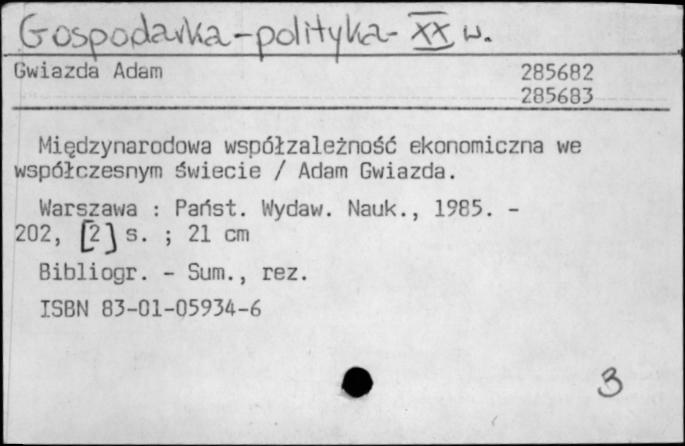 Gospodarka-polityka-XX w.
Gwiazda Adam 285682
285683
Międzynarodowa współzależność ekonomiczna we
współczesnym świecie / Adam Gwiazda.
Warszawa : Państ. Wydaw. Nauk., 1985. -
202, [2] s. ; 21 cm
Bibliogr. - Sum., rez.
ISBN 83-01-05934-6
3